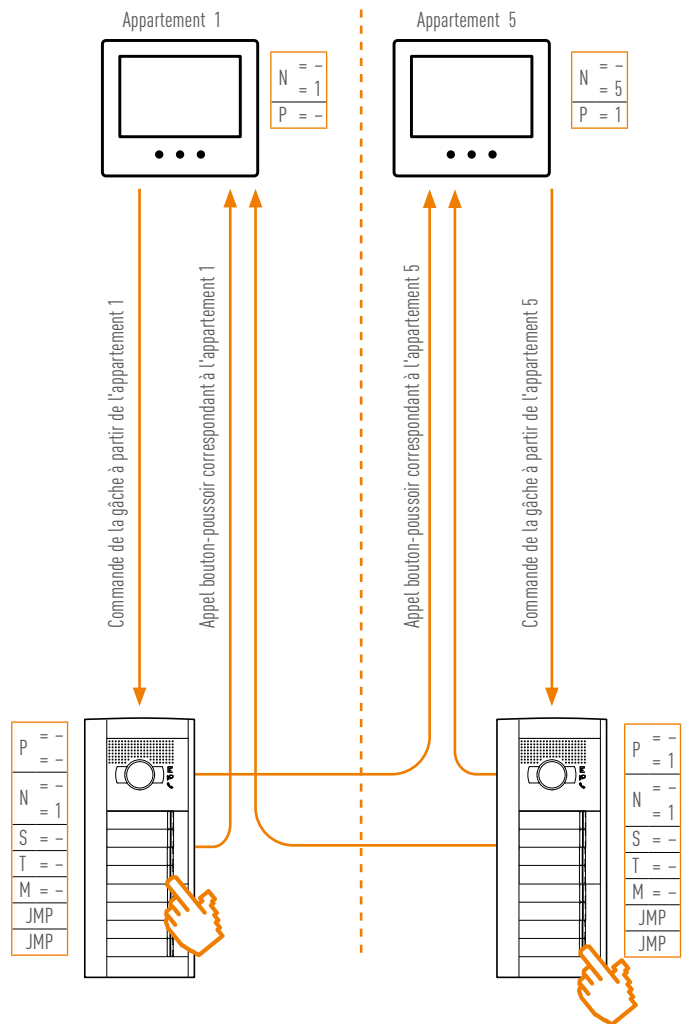 Appartement 1
N = –
= 1
P = –
Appartement 5
N = –
= 5
P = 1
Commande de la gâche à partir de l'appartement 1
Appel bouton-poussoir correspondant à l'appartement 1
Appel bouton-poussoir correspondant à l'appartement 5
Commande de la gâche à partir de l'appartement 5
P = –
= –
N = –
= 1
S = –
T = –
M = –
JMP
JMP
P = –
= 1
N = –
= 1
S = –
T = –
M = –
JMP
JMP